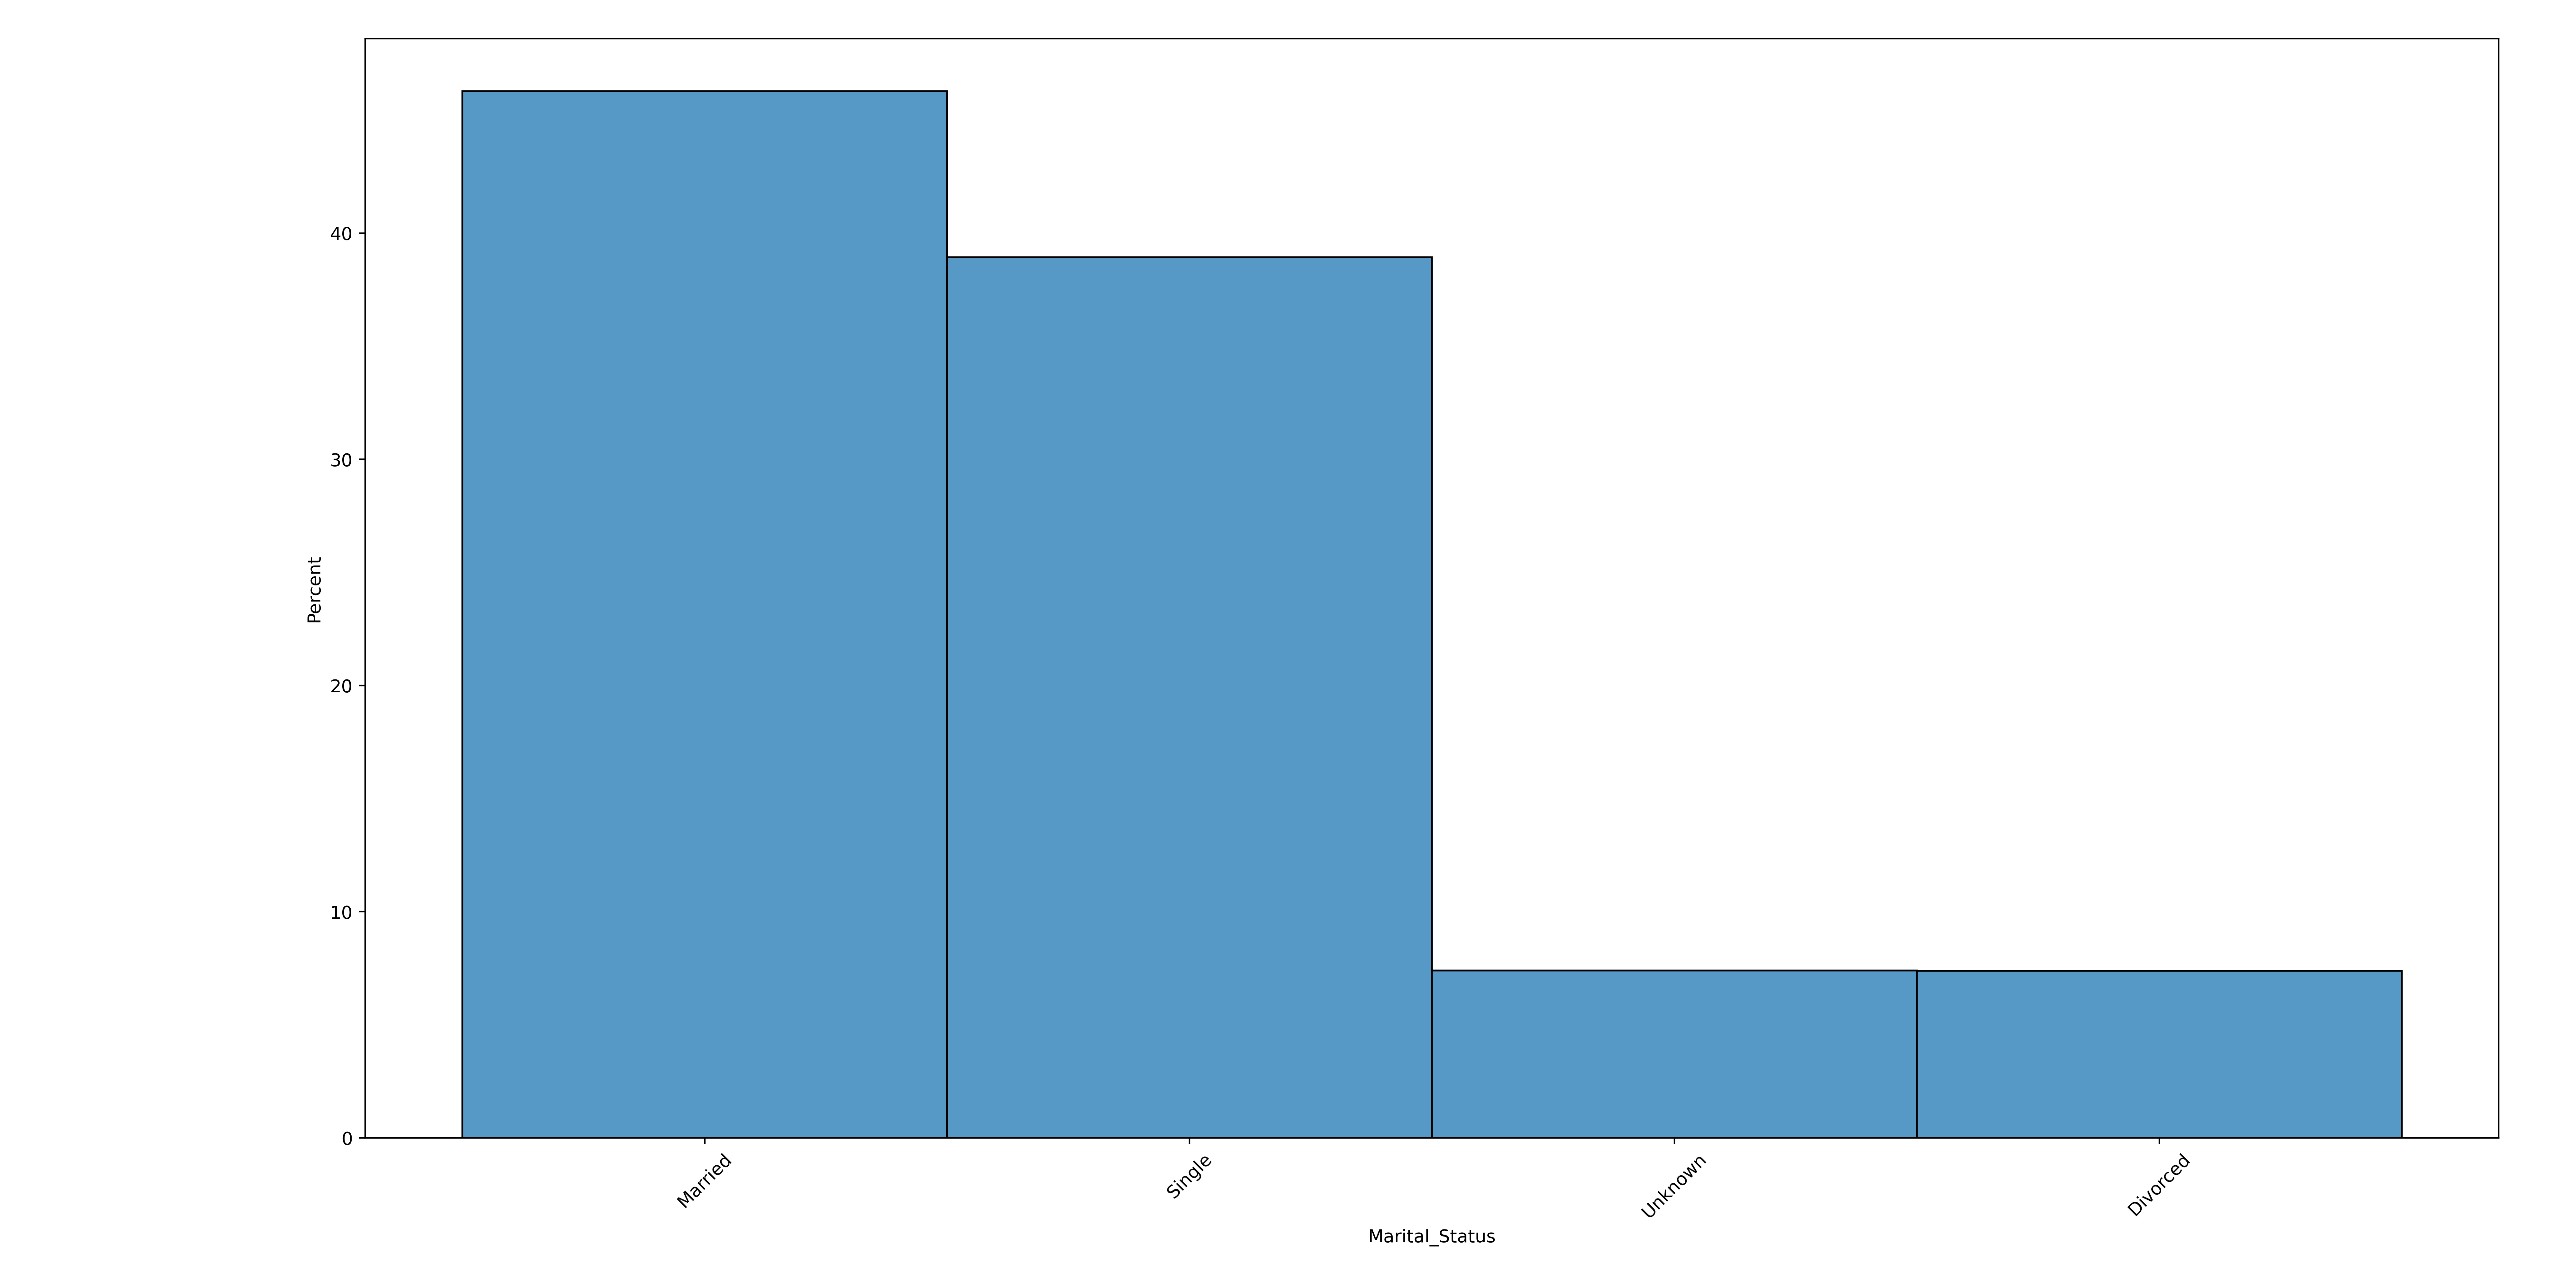 Percent
40
30
20
10
0
Married
Single
Unknown
Divorced
Marital_Status